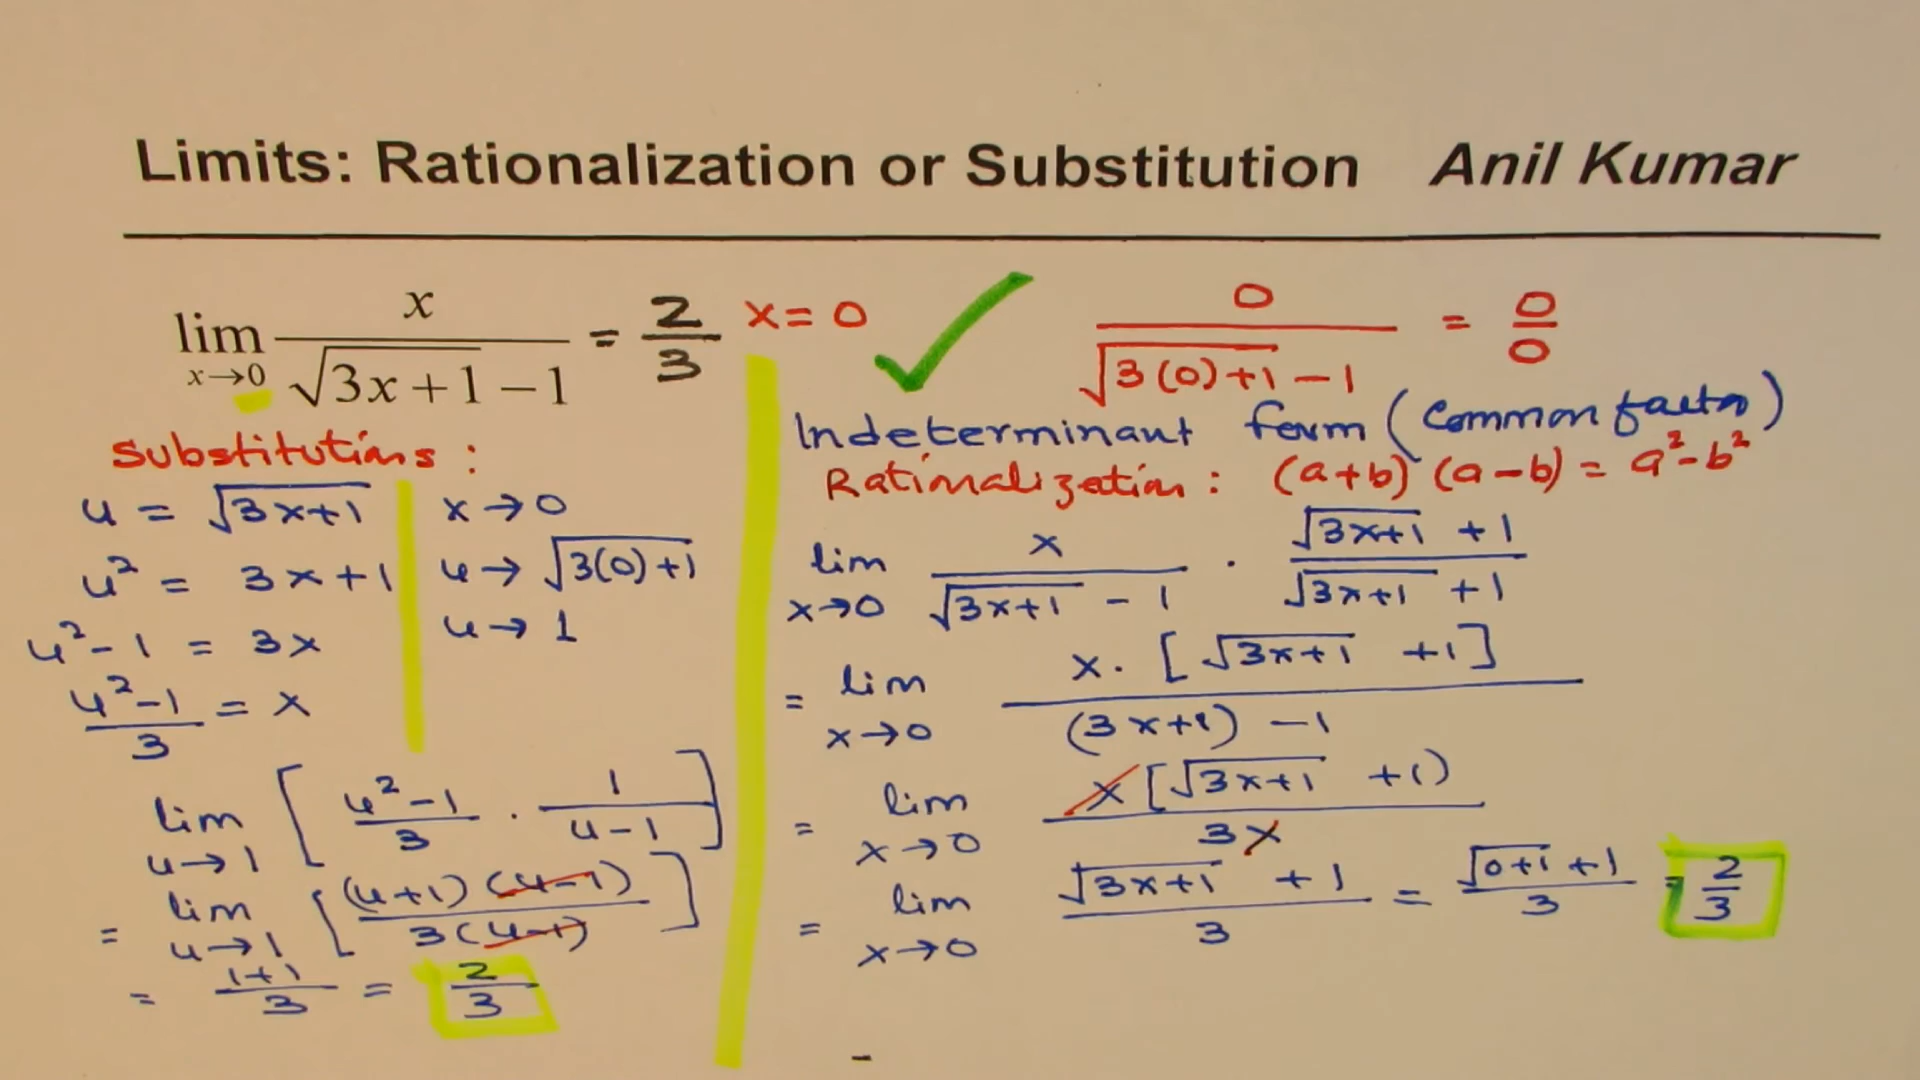 Limits: Rationalization or Substitution Anil Kumar
lim x→0 x / (√(3x+1) − 1) = 2/3 x = 0 ✓ 0 / (√(3(0)+1) − 1) = 0/0
Indeterminant form (Common factor)
Substitutions :
u = √(3x+1)
u² = 3x+1
u² − 1 = 3x
(u² − 1)/3 = x
x → 0
u → √(3(0)+1)
u → 1
lim u→1 [ (u² − 1)/3 · 1/(u − 1) ]
= lim u→1 [ (u+1)(u−1) / 3(u−1) ]
= (1+1)/3 = 2/3
Rationalization : (a+b)(a−b) = a² − b²
lim x→0 x / (√(3x+1) − 1) · (√(3x+1) + 1) / (√(3x+1) + 1)
= lim x→0 x · [√(3x+1) + 1] / ((3x+1) − 1)
= lim x→0 x [√(3x+1) + 1) / 3x
= lim x→0 (√(3x+1) + 1) / 3 = (√(0+1) + 1) / 3 = 2/3